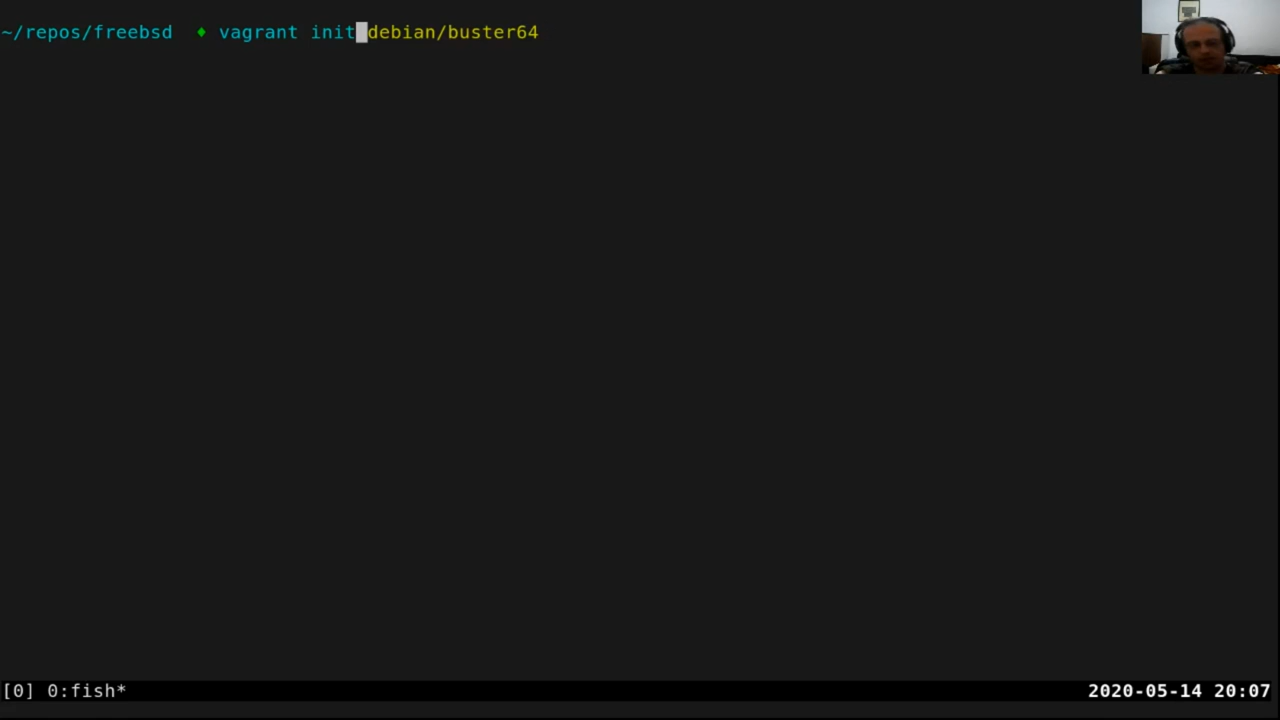 ~/repos/freebsd ♦ vagrant init debian/buster64
[0] 0:fish* 2020-05-14 20:07